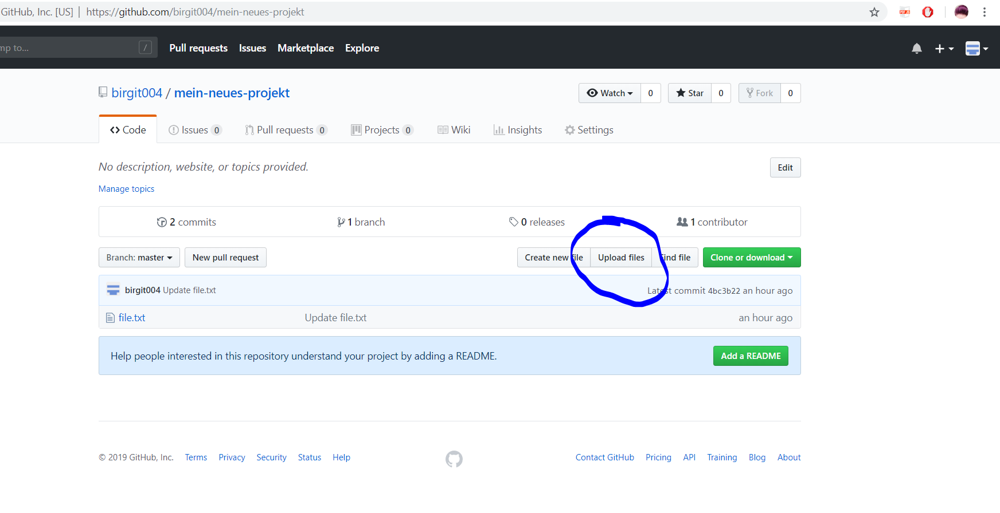 GitHub, Inc. [US] | https://github.com/birgit004/mein-neues-projekt
mp to... /
Pull requests Issues Marketplace Explore
birgit004 / mein-neues-projekt
Watch 0 Star 0 Fork 0
Code Issues 0 Pull requests 0 Projects 0 Wiki Insights Settings
No description, website, or topics provided.
Edit
Manage topics
2 commits 1 branch 0 releases 1 contributor
Branch: master New pull request Create new file Upload files Find file Clone or download
birgit004 Update file.txt Latest commit 4bc3b22 an hour ago
file.txt Update file.txt an hour ago
Help people interested in this repository understand your project by adding a README. Add a README
© 2019 GitHub, Inc. Terms Privacy Security Status Help Contact GitHub Pricing API Training Blog About